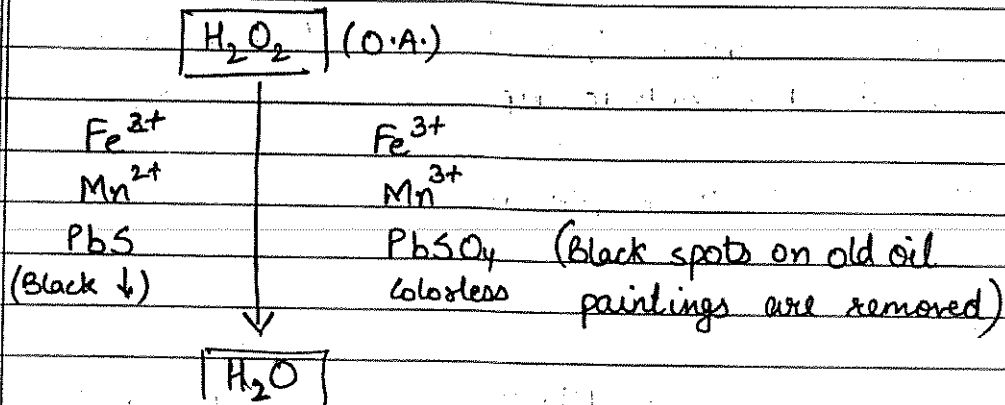 H₂O₂ (O.A.)
Fe²⁺ Fe³⁺
Mn²⁺ Mn³⁺
PbS PbSO₄ (Black spots on old oil
(Black ↓) Colorless paintings are removed)
H₂O